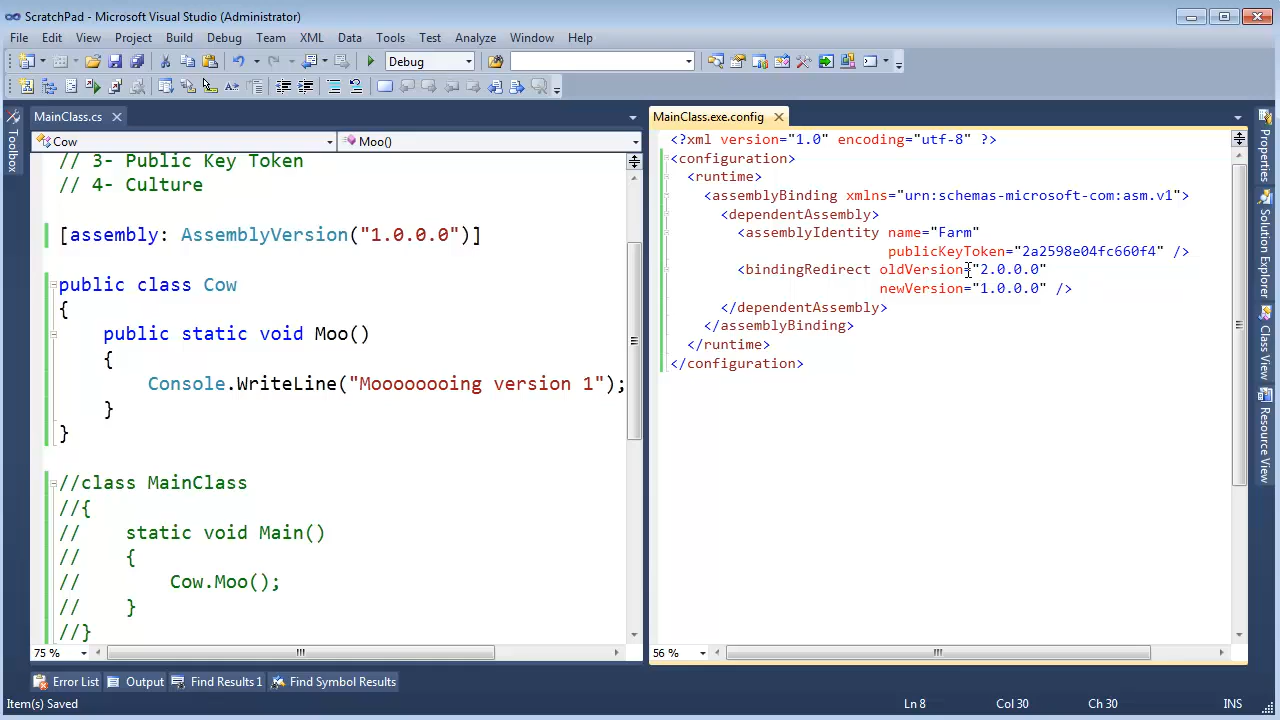 ScratchPad - Microsoft Visual Studio (Administrator)
File Edit View Project Build Debug Team XML Data Tools Test Analyze Window Help
Debug
Toolbox
MainClass.cs
Cow Moo()
// 3- Public Key Token
// 4- Culture
[assembly: AssemblyVersion("1.0.0.0")]
public class Cow
{
public static void Moo()
{
Console.WriteLine("Moooooooing version 1");
}
}
//class MainClass
//{
// static void Main()
// {
// Cow.Moo();
// }
//}
75 %
MainClass.exe.config
<?xml version="1.0" encoding="utf-8" ?>
<configuration>
<runtime>
<assemblyBinding xmlns="urn:schemas-microsoft-com:asm.v1">
<dependentAssembly>
<assemblyIdentity name="Farm"
publicKeyToken="2a2598e04fc660f4" />
<bindingRedirect oldVersion="2.0.0.0"
newVersion="1.0.0.0" />
</dependentAssembly>
</assemblyBinding>
</runtime>
</configuration>
56 %
Properties
Solution Explorer
Class View
Resource View
Error List Output Find Results 1 Find Symbol Results
Item(s) Saved Ln 8 Col 30 Ch 30 INS